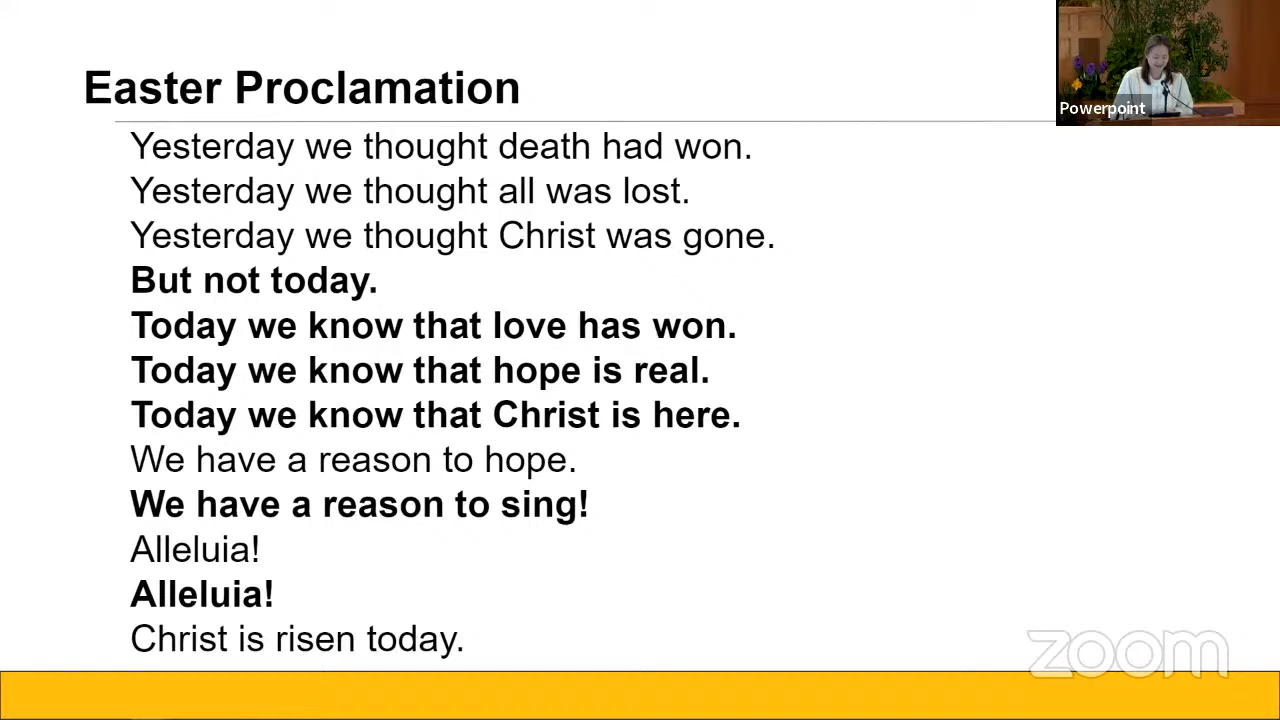 Easter Proclamation
Powerpoint
Yesterday we thought death had won.
Yesterday we thought all was lost.
Yesterday we thought Christ was gone.
But not today.
Today we know that love has won.
Today we know that hope is real.
Today we know that Christ is here.
We have a reason to hope.
We have a reason to sing!
Alleluia!
Alleluia!
Christ is risen today.
zoom